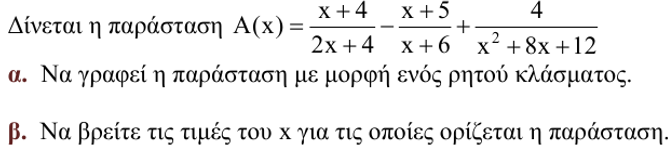 Δίνεται η παράσταση A(x) = \frac{x+4}{2x+4} - \frac{x+5}{x+6} + \frac{4}{x^2+8x+12}
α. Να γραφεί η παράσταση με μορφή ενός ρητού κλάσματος.
β. Να βρείτε τις τιμές του x για τις οποίες ορίζεται η παράσταση.